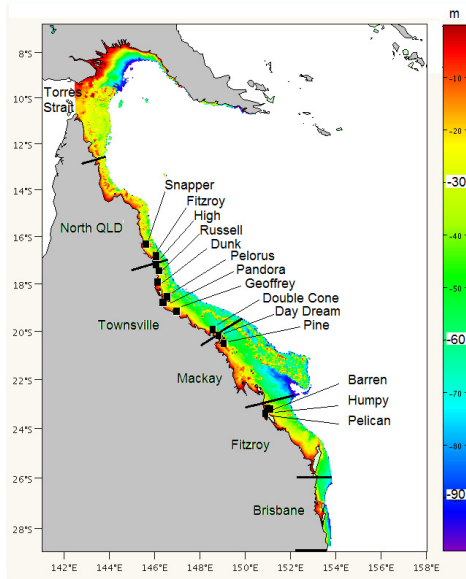 m
8°S
10°S
12°S
14°S
16°S
18°S
20°S
22°S
24°S
26°S
28°S
Torres
Strait
North QLD
Townsville
Mackay
Fitzroy
Brisbane
Snapper
Fitzroy
High
Russell
Dunk
Pelorus
Pandora
Geoffrey
Double Cone
Day Dream
Pine
Barren
Humpy
Pelican
-10
-20
-30
-40
-50
-60
-70
-80
-90
142°E
144°E
146°E
148°E
150°E
152°E
154°E
156°E
158°E